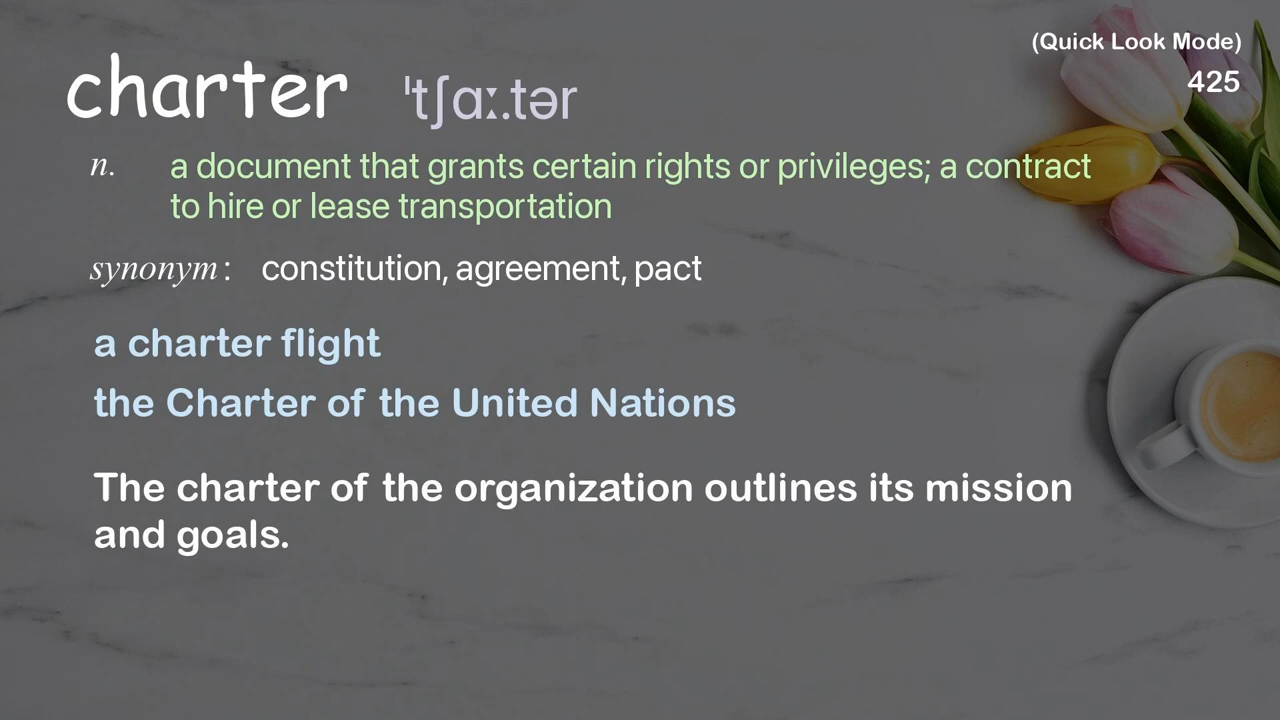 (Quick Look Mode)
425
charter ˈtʃɑː.tər
n. a document that grants certain rights or privileges; a contract
to hire or lease transportation
synonym: constitution, agreement, pact
a charter flight
the Charter of the United Nations
The charter of the organization outlines its mission
and goals.